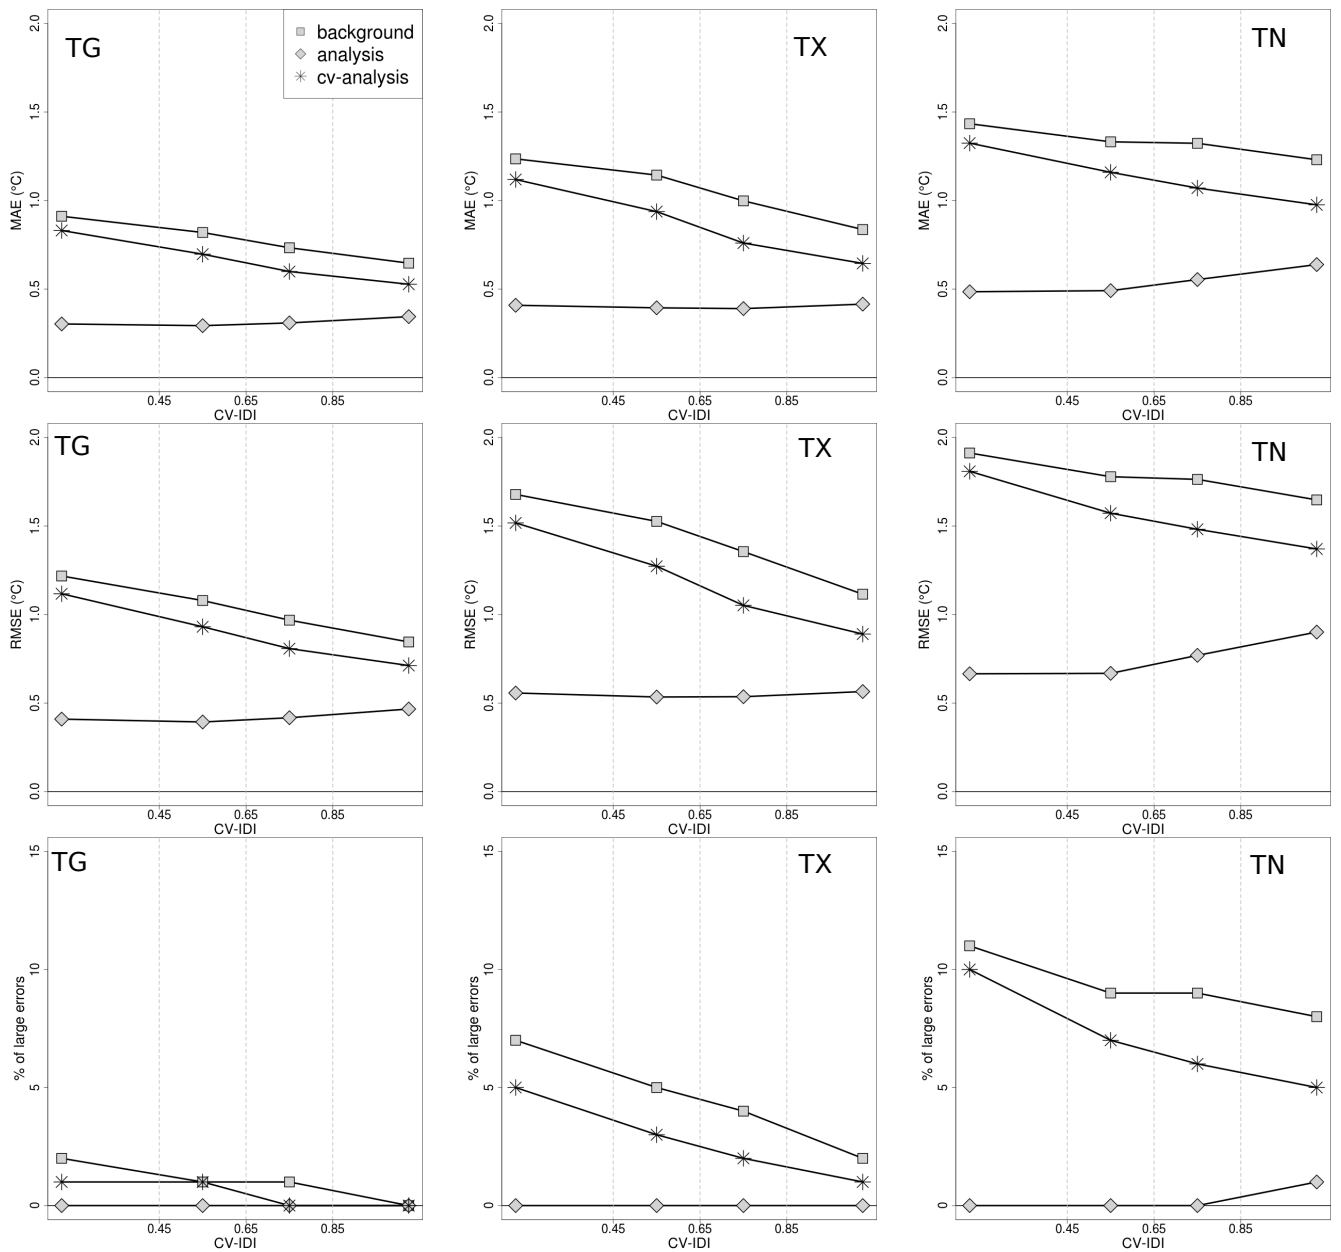 TG
background
analysis
cv-analysis
MAE (°C)
0.0
0.5
1.0
1.5
2.0
0.45
0.65
0.85
CV-IDI
TX
MAE (°C)
0.0
0.5
1.0
1.5
2.0
0.45
0.65
0.85
CV-IDI
TN
MAE (°C)
0.0
0.5
1.0
1.5
2.0
0.45
0.65
0.85
CV-IDI
TG
RMSE (°C)
0.0
0.5
1.0
1.5
2.0
0.45
0.65
0.85
CV-IDI
TX
RMSE (°C)
0.0
0.5
1.0
1.5
2.0
0.45
0.65
0.85
CV-IDI
TN
RMSE (°C)
0.0
0.5
1.0
1.5
2.0
0.45
0.65
0.85
CV-IDI
TG
% of large errors
0
5
10
15
0.45
0.65
0.85
CV-IDI
TX
% of large errors
0
5
10
15
0.45
0.65
0.85
CV-IDI
TN
% of large errors
0
5
10
15
0.45
0.65
0.85
CV-IDI